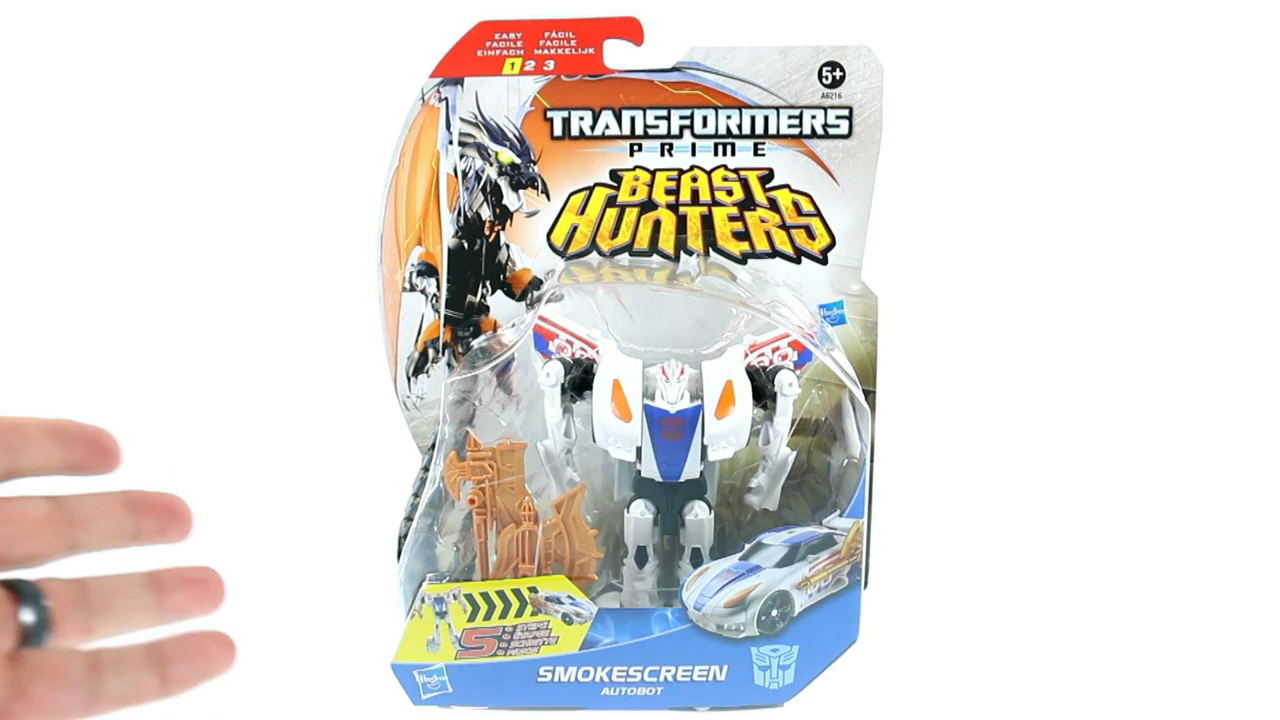 EASY FÁCIL
FACILE FACILE
EINFACH MAKKELIJK
1 2 3
5+
A6216
TRANSFORMERS
PRIME
BEAST
HUNTERS
Hasbro
5
Hasbro
SMOKESCREEN
AUTOBOT